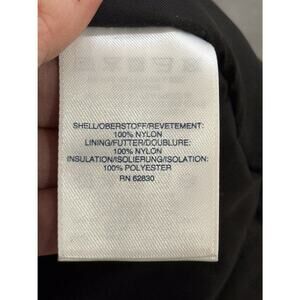 SHELL/OBERSTOFF/REVETEMENT:
100% NYLON
LINING/FUTTER/DOUBLURE:
100% NYLON
INSULATION/ISOLIERUNG/ISOLATION:
100% POLYESTER
RN 62830